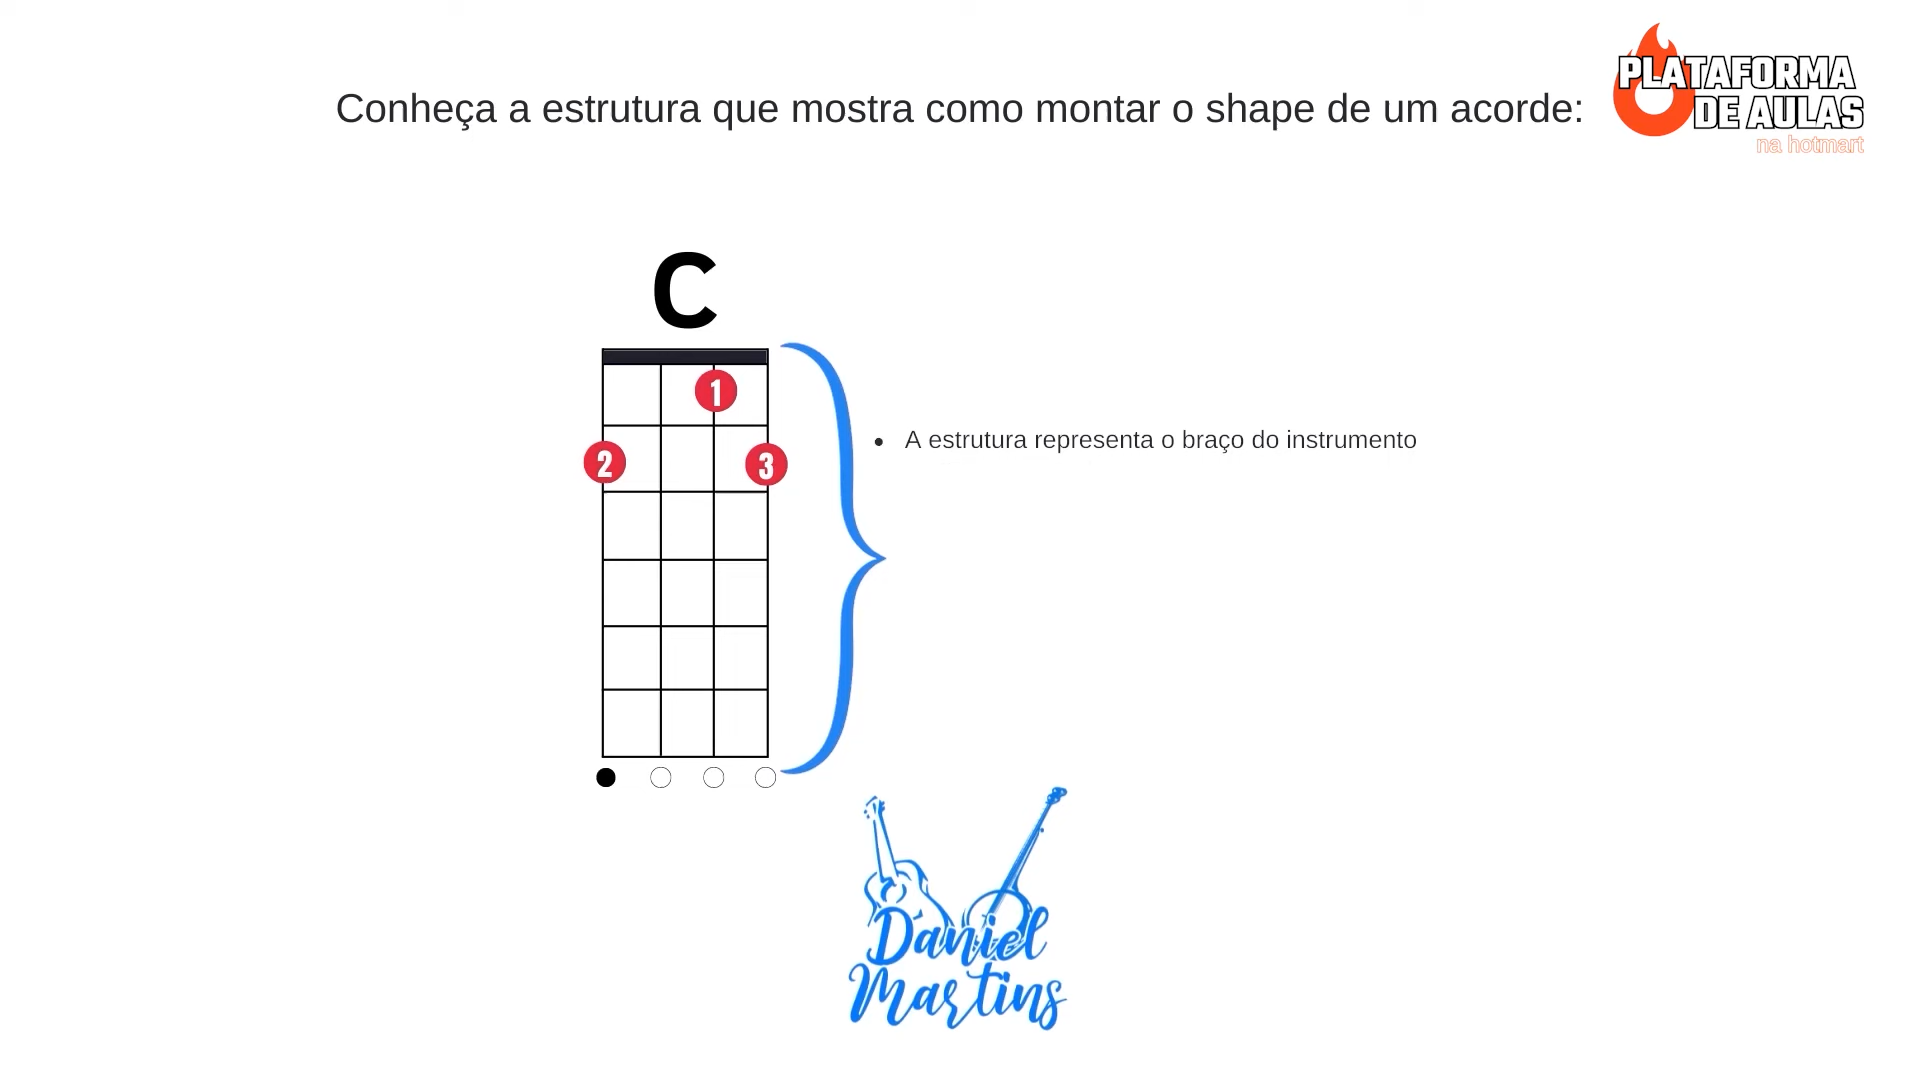 Conheça a estrutura que mostra como montar o shape de um acorde:
PLATAFORMA
DE AULAS
na hotmart
C
1
2
3
• A estrutura representa o braço do instrumento
Daniel
Martins